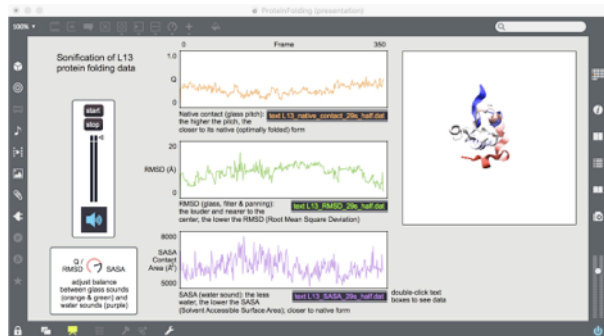 ProteinFolding (presentation)
100%
Sonification of L13
protein folding data
start
stop
0
Frame
350
1.0
Q
0
Native contact (glass pitch):
the higher the pitch, the
closer to its native (optimally folded) form
text L13_native_contact_29s_half.dat
20
RMSD (Å)
0
RMSD (glass, filter & panning):
the louder and nearer to the
center, the lower the RMSD (Root Mean Square Deviation)
text L13_RMSD_29s_half.dat
8000
SASA
Contact
Area (Å²)
5000
SASA (water sound): the less
water, the lower the SASA
(Solvent Accessible Surface Area); closer to native form
text L13_SASA_29s_half.dat
Q /
RMSD
SASA
adjust balance
between glass sounds
(orange & green) and
water sounds (purple)
double-click text
boxes to see data